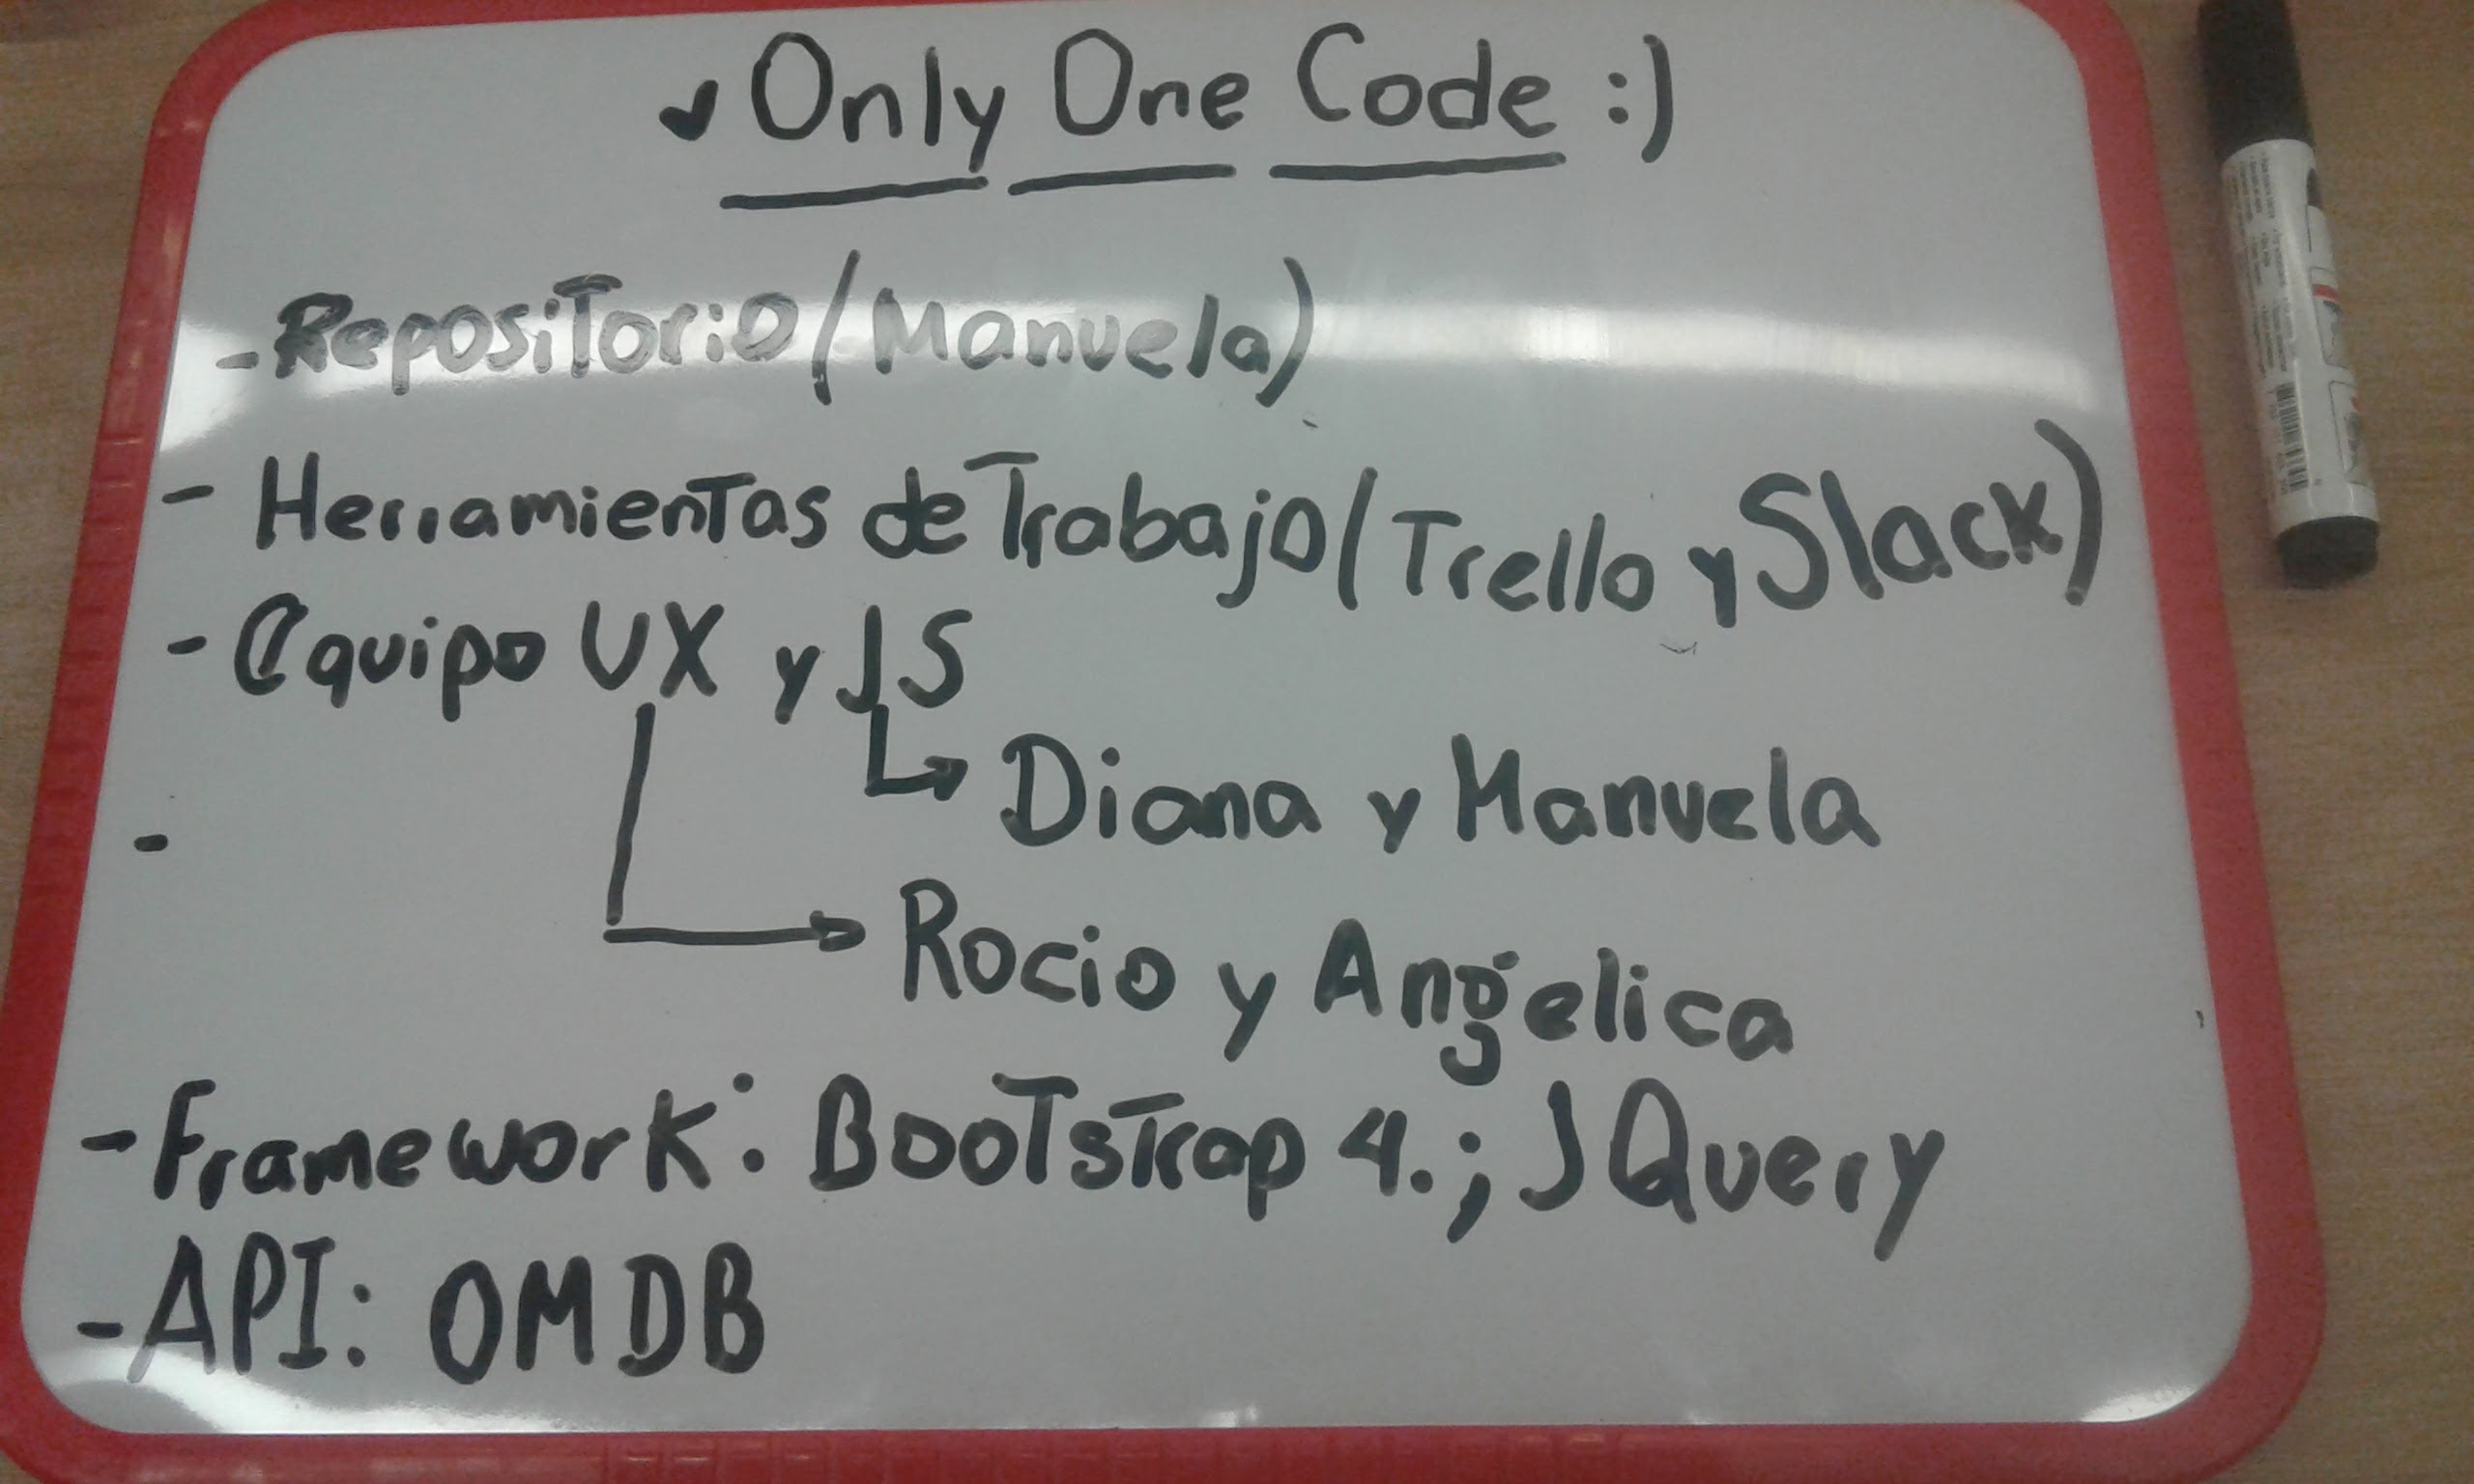 ✓ Only One Code :)
- Repositorio (Manuela)
- Herramientas de Trabajo (Trello y Slack)
- Equipo UX y JS
Diana y Manuela
-
Rocio y Angelica
- Framework: Bootstrap 4.; JQuery
- API: OMDB